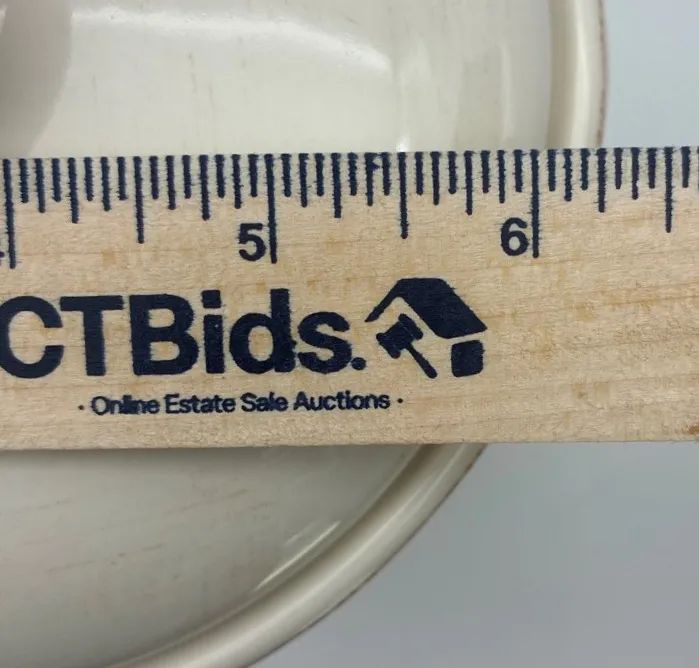 5 6
CTBids.
· Online Estate Sale Auctions ·